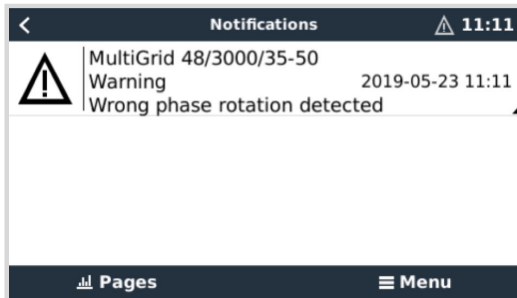 Notifications 11:11
MultiGrid 48/3000/35-50
Warning 2019-05-23 11:11
Wrong phase rotation detected
Pages Menu